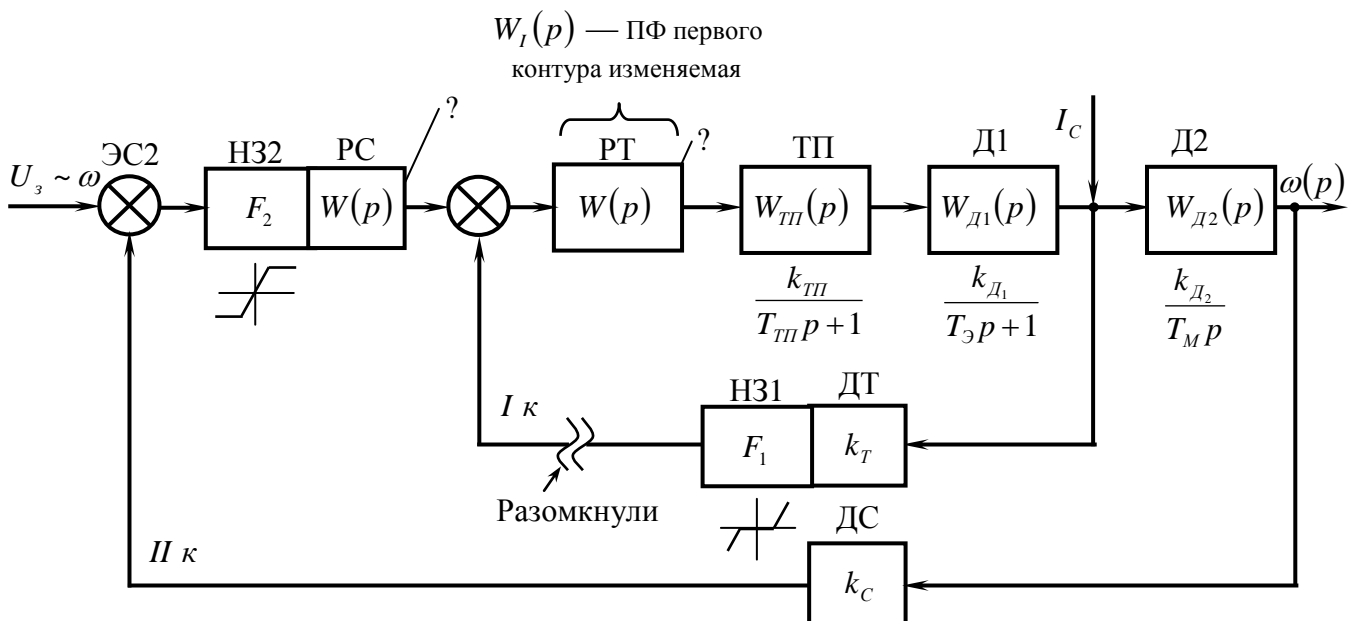 W_I(p) — ПФ первого
контура изменяемая
?
?
I_C
ЭС2
НЗ2
РС
РТ
ТП
Д1
Д2
U_з ~ ω
ω(p)
F_2
W(p)
W(p)
W_ТП(p)
W_Д1(p)
W_Д2(p)
k_ТП / (T_ТП p + 1)
k_Д1 / (T_Э p + 1)
k_Д2 / (T_М p)
НЗ1
ДТ
I к
F_1
k_T
Разомкнули
ДС
II к
k_C